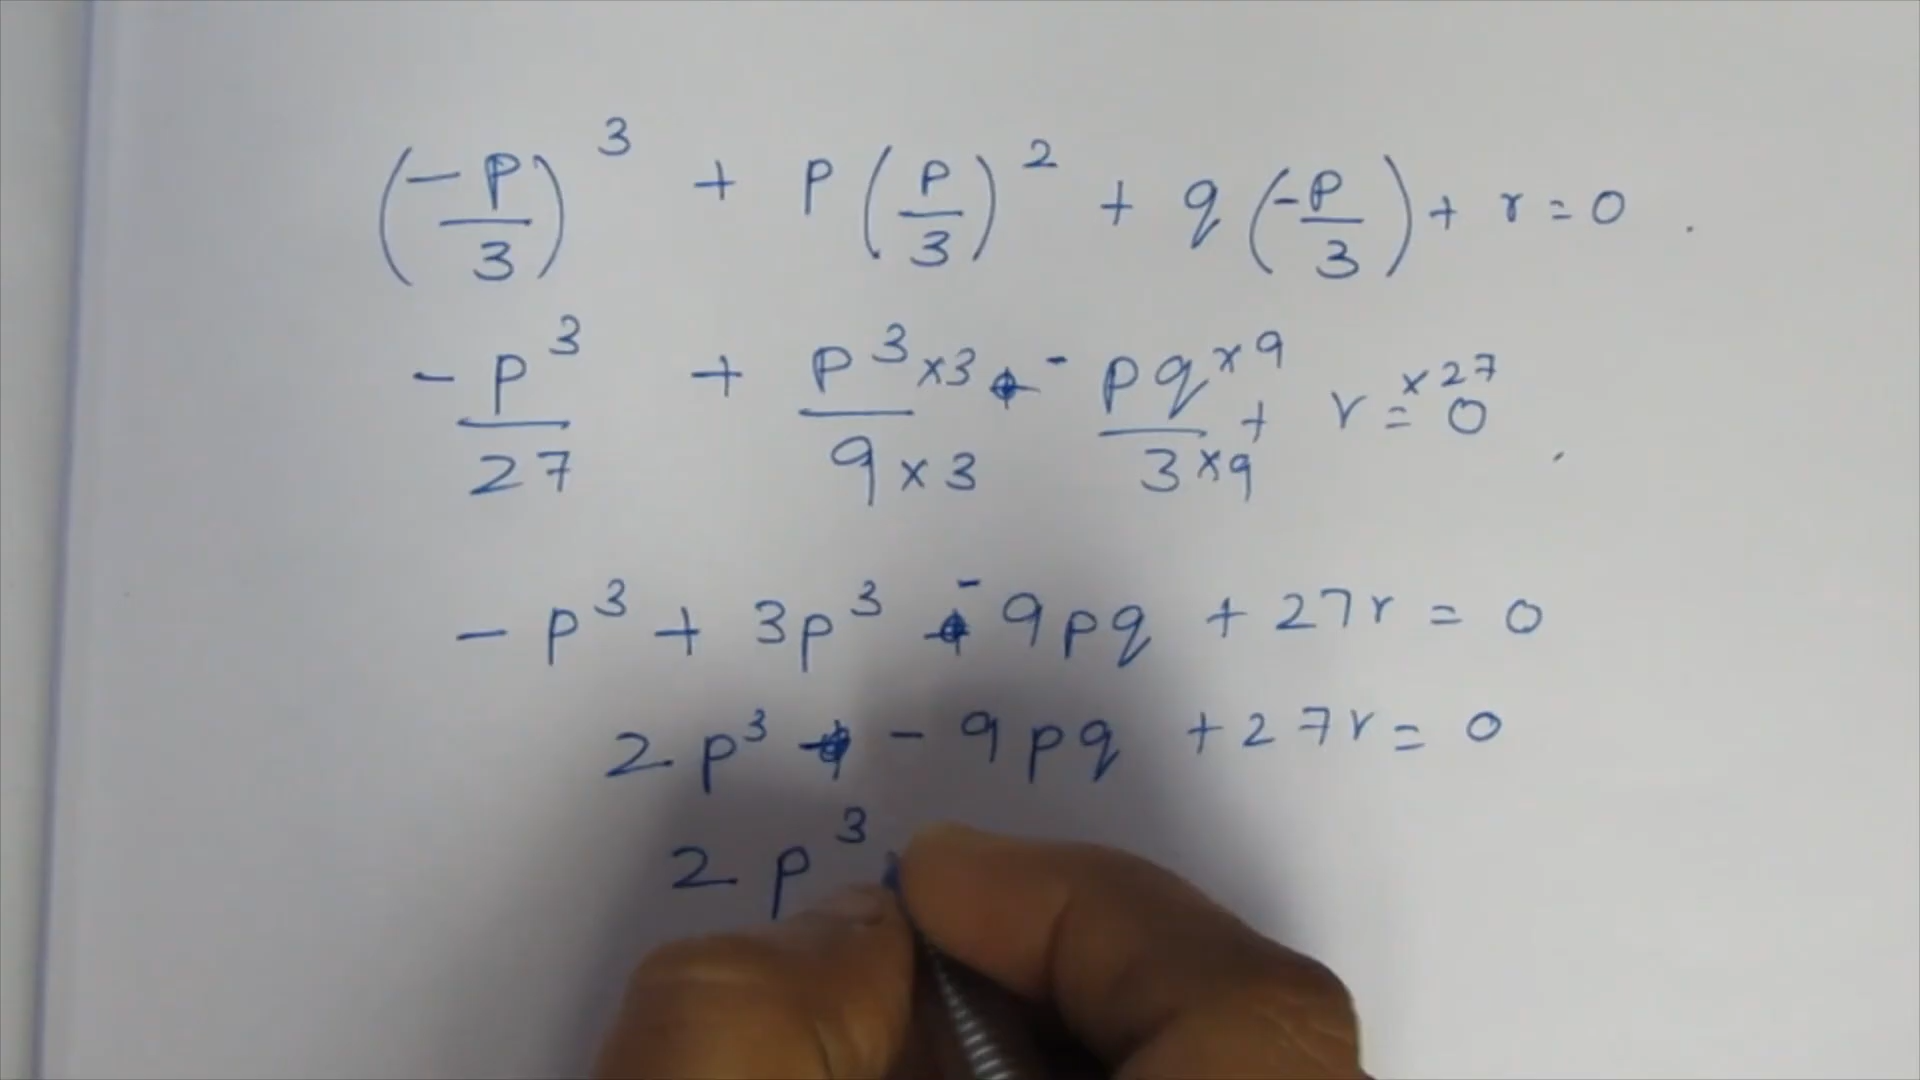 (-p/3)³ + p(p/3)² + q(-p/3) + r = 0
-p³/27 + p³×3/9×3 - pq×9/3×9 + r×27 = 0
-p³ + 3p³ - 9pq + 27r = 0
2p³ - 9pq + 27r = 0
2p³